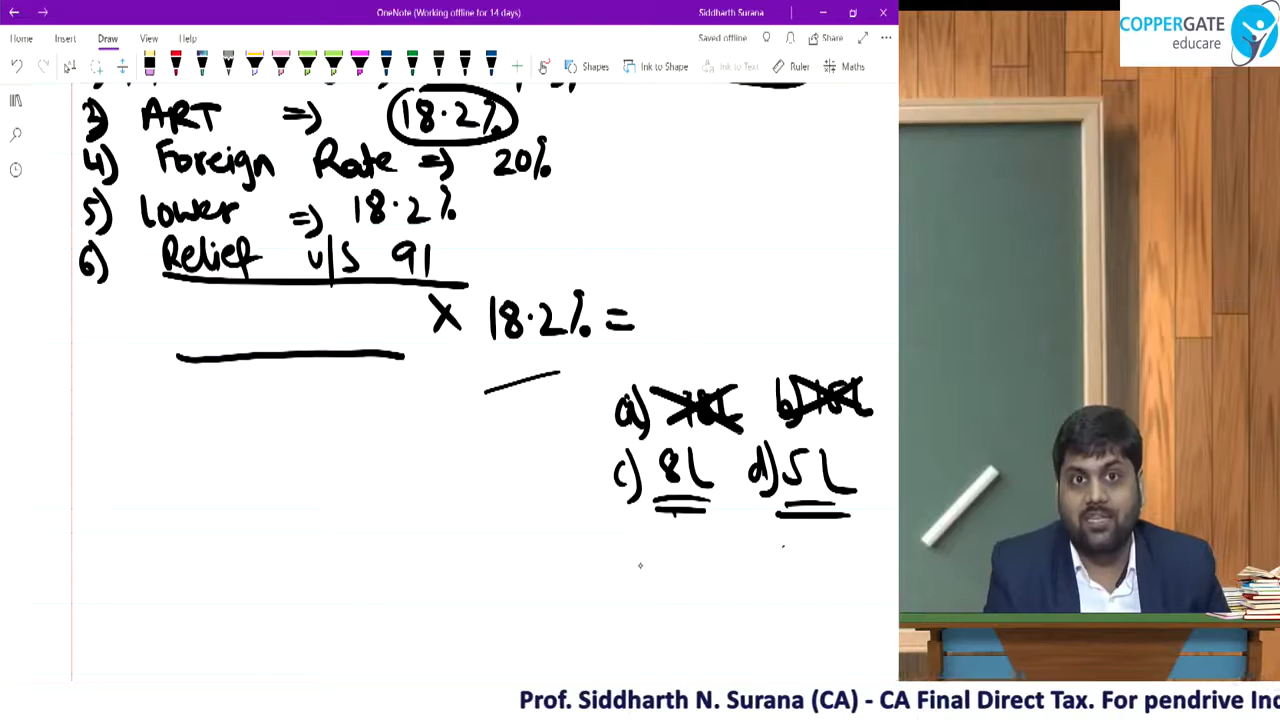 OneNote (Working offline for 14 days)
Siddharth Surana
COPPERGATE
educare
Home Insert Draw View Help
Saved offline
Share
Shapes
Ink to Shape
Ink to Text
Ruler
Maths
3) ART => 18.2%
4) Foreign Rate => 20%
5) Lower => 18.2%
6) Relief u/s 91
x 18.2% =
a) b)
c) 8L d) 5L
Prof. Siddharth N. Surana (CA) - CA Final Direct Tax. For pendrive Inc